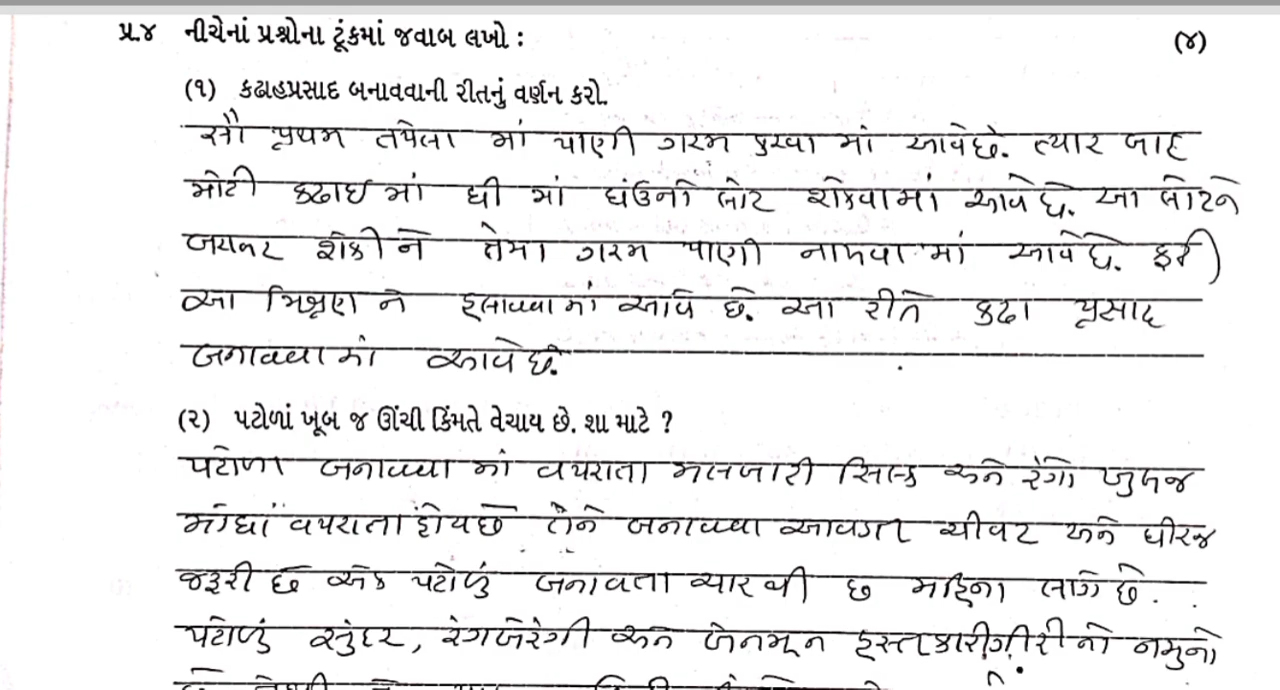 પ્ર.૪ નીચેનાં પ્રશ્નોના ટૂંકમાં જવાબ લખો : (૪)
(૧) કઢાહપ્રસાદ બનાવવાની રીતનું વર્ણન કરો.
સૌ પ્રથમ તપેલા માં પાણી ગરમ કરવા માં આવેછે. ત્યાર બાદ
મોટી કઢાઇ માં ઘી માં ઘંઉનો લોટ શેકવામાં આવે છે. આ લોટને
બરાબર શેકી ને તેમા ગરમ પાણી નાખવા માં આવે છે. ફરી
આ મિશ્રણ ને હલાવવામાં આવે છે. આ રીતે કઢા પ્રસાદ
બનાવવામાં આવે છે.
(૨) પટોળાં ખૂબ જ ઊંચી કિંમતે વેચાય છે. શા માટે ?
પટોળા બનાવવા માં વપરાતા મલબારી સિલ્ક અને રંગો ખુબજ
મોંઘાં વપરાતા હોયછે તેને બનાવવા આવડત ચીવટ અને ધીરજ
જરૂરી છે એક પટોળું બનાવતા ચાર થી છ મહિના લાગે છે.
પટોળું સુંદર, રંગબેરંગી અને બેનમૂન હસ્તકારીગીરી નો નમુનો